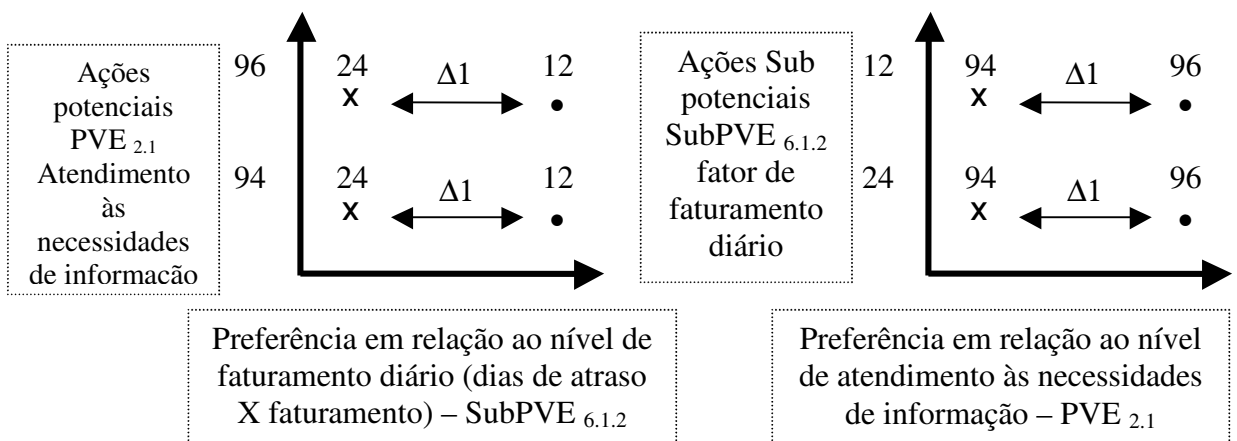 Ações
potenciais
PVE 2.1
Atendimento
às
necessidades
de informacão
96
24
Δ1
12
X
94
24
Δ1
12
X
Preferência em relação ao nível de
faturamento diário (dias de atraso
X faturamento) – SubPVE 6.1.2
Ações Sub
potenciais
SubPVE 6.1.2
fator de
faturamento
diário
12
94
Δ1
96
X
24
94
Δ1
96
X
Preferência em relação ao nível
de atendimento às necessidades
de informação – PVE 2.1